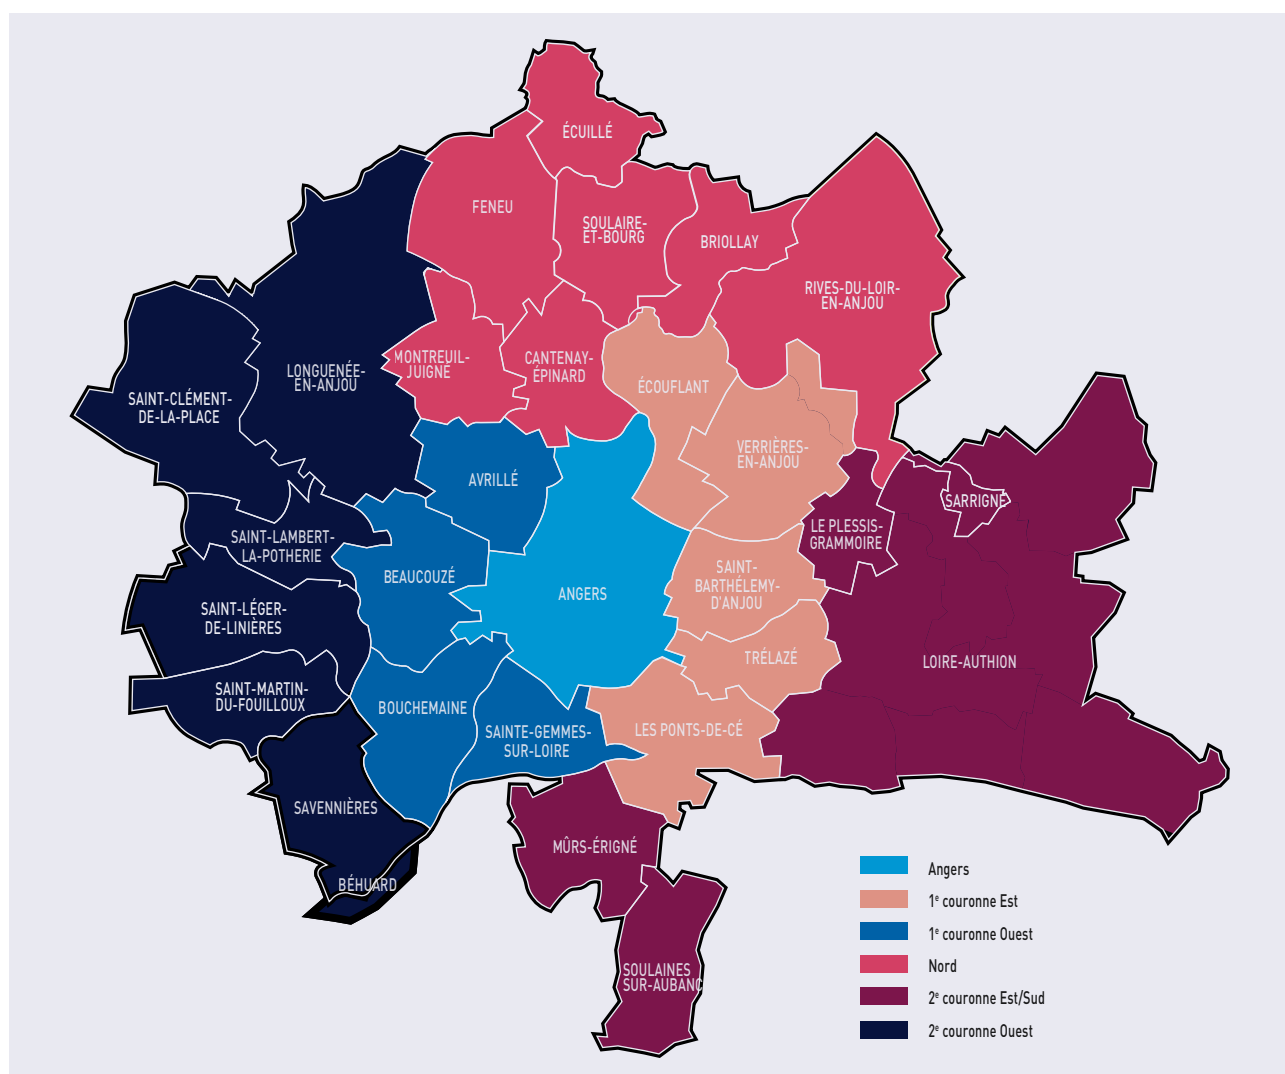 ÉCUILLÉ
FENEU
SOULAIRE-
ET-BOURG
BRIOLLAY
RIVES-DU-LOIR-
EN-ANJOU
MONTREUIL-
JUIGNÉ
CANTENAY-
ÉPINARD
LONGUENÉE-
EN-ANJOU
ÉCOUFLANT
SAINT-CLÉMENT-
DE-LA-PLACE
VERRIÈRES-
EN-ANJOU
AVRILLÉ
SARRIGNÉ
LE PLESSIS-
GRAMMOIRE
SAINT-LAMBERT-
LA-POTHERIE
BEAUCOUZÉ
SAINT-
BARTHÉLEMY-
D'ANJOU
ANGERS
SAINT-LÉGER-
DE-LINIÈRES
TRÉLAZÉ
LOIRE-AUTHION
SAINT-MARTIN-
DU-FOUILLOUX
BOUCHEMAINE
SAINTE-GEMMES-
SUR-LOIRE
LES PONTS-DE-CÉ
SAVENNIÈRES
MÛRS-ÉRIGNÉ
BÉHUARD
SOULAINES
SUR-AUBANC
Angers
1e couronne Est
1e couronne Ouest
Nord
2e couronne Est/Sud
2e couronne Ouest